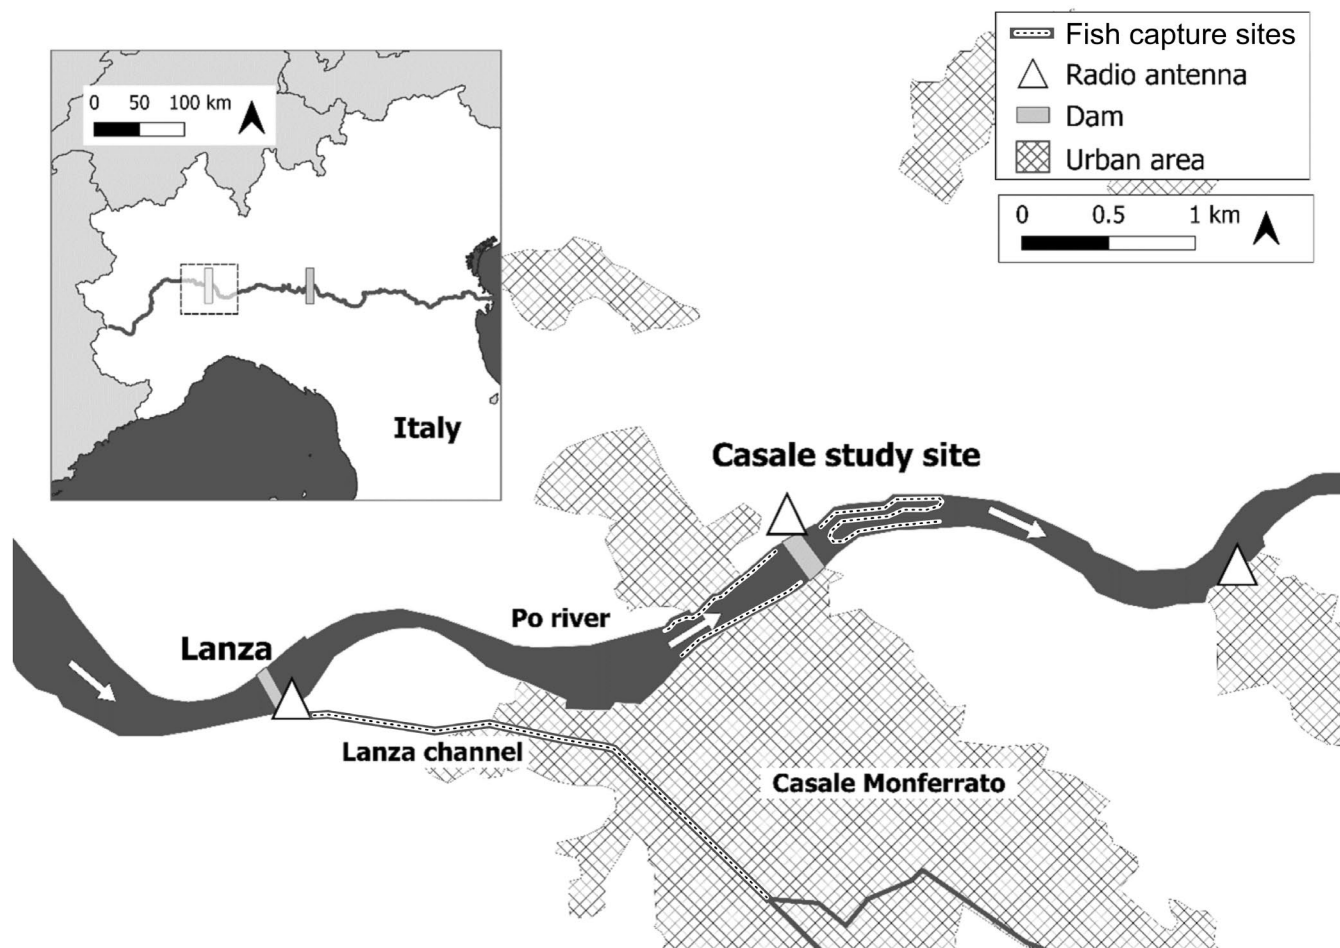 0 50 100 km
Italy
Fish capture sites
Radio antenna
Dam
Urban area
0 0.5 1 km
Casale study site
Po river
Lanza
Lanza channel
Casale Monferrato